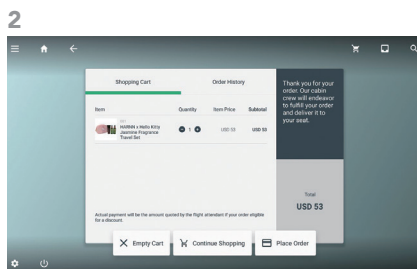 2
Shopping Cart
Order History
Thank you for your
order. Our cabin
crew will endeavor
to fulfill your order
and deliver it to
your seat.
Item
Quantity
Item Price
Subtotal
HARNN x Hello Kitty
Jasmine Fragrance
Travel Set
1
USD 53
USD 53
Total
USD 53
Actual payment will be the amount quoted by the flight attendant if your order eligible
for a discount.
Empty Cart
Continue Shopping
Place Order